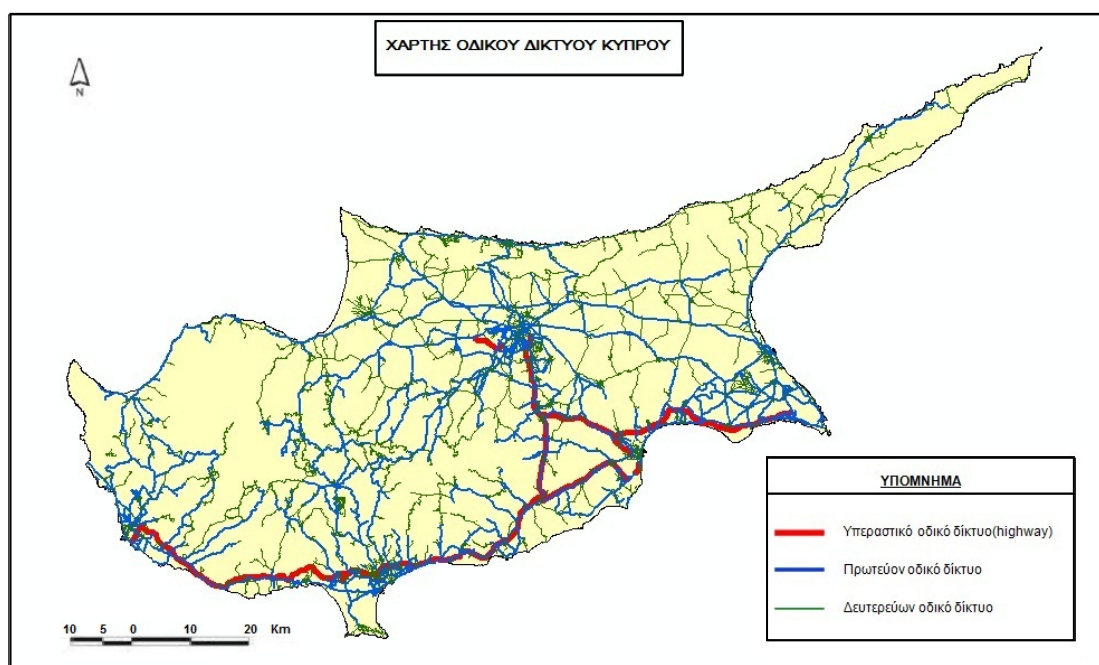 ΧΑΡΤΗΣ ΟΔΙΚΟΥ ΔΙΚΤΥΟΥ ΚΥΠΡΟΥ
N
ΥΠΟΜΝΗΜΑ
Υπεραστικό οδικό δίκτυο(highway)
Πρωτεύον οδικό δίκτυο
Δευτερεύων οδικό δίκτυο
10 5 0 10 20 Km